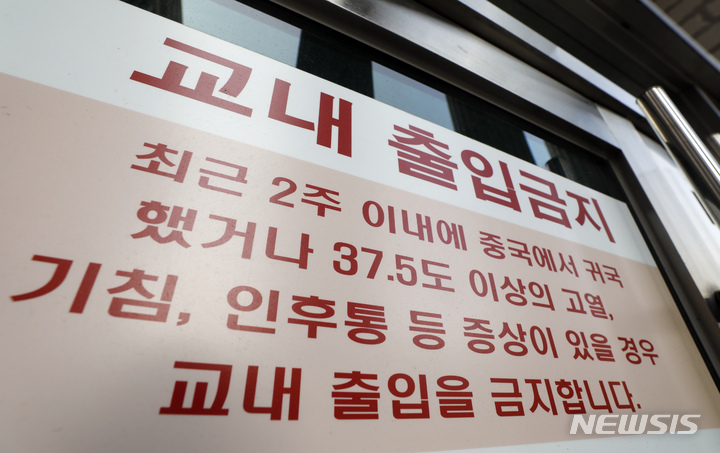 교내 출입금지
최근 2주 이내에 중국에서 귀국
했거나 37.5도 이상의 고열,
기침, 인후통 등 증상이 있을 경우
교내 출입을 금지합니다.
NEWSIS